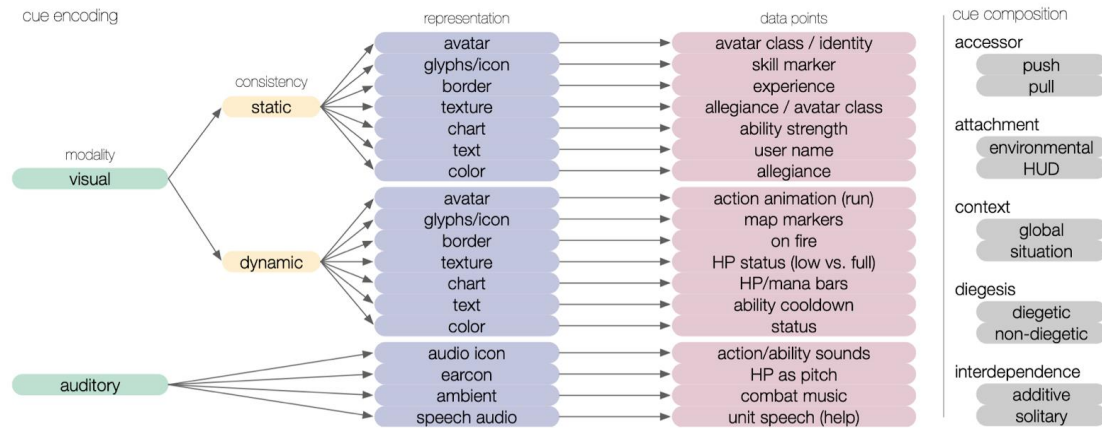 cue encoding
representation
data points
cue composition
consistency
modality
visual
static
avatar
avatar class / identity
glyphs/icon
skill marker
border
experience
texture
allegiance / avatar class
chart
ability strength
text
user name
color
allegiance
dynamic
avatar
action animation (run)
glyphs/icon
map markers
border
on fire
texture
HP status (low vs. full)
chart
HP/mana bars
text
ability cooldown
color
status
auditory
audio icon
action/ability sounds
earcon
HP as pitch
ambient
combat music
speech audio
unit speech (help)
accessor
push
pull
attachment
environmental
HUD
context
global
situation
diegesis
diegetic
non-diegetic
interdependence
additive
solitary